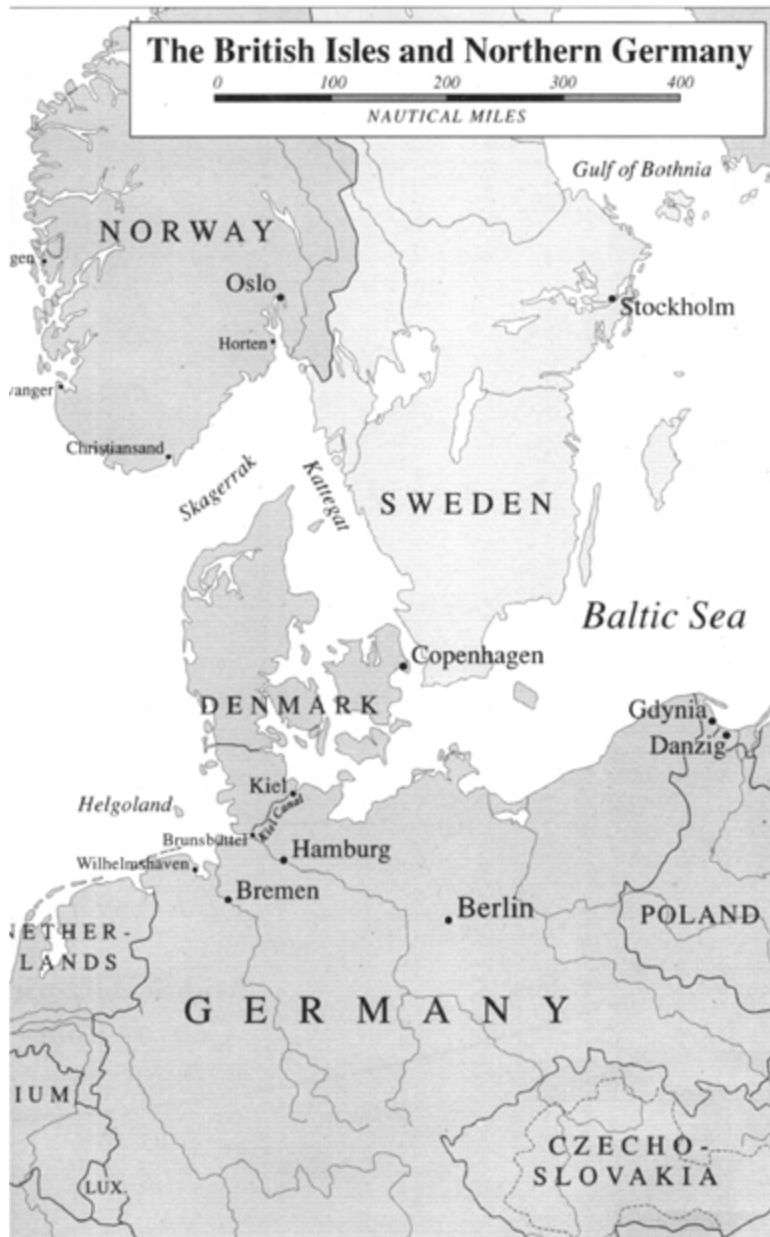 The British Isles and Northern Germany
0 100 200 300 400
NAUTICAL MILES
Gulf of Bothnia
NORWAY
gen
Oslo
Stockholm
Horten
vanger
Christiansand
Skagerrak
Kattegat
SWEDEN
Baltic Sea
Copenhagen
DENMARK
Gdynia
Danzig
Kiel
Kiel Canal
Helgoland
Brunsbüttel
Hamburg
Wilhelmshaven
Bremen
Berlin
POLAND
NETHER-
LANDS
GERMANY
IUM
CZECHO-
SLOVAKIA
LUX.